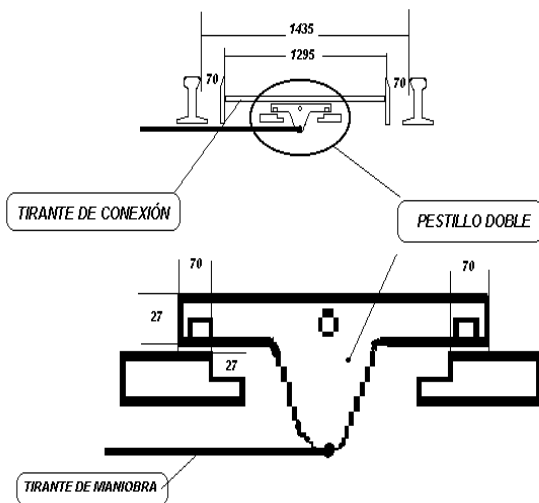 1435
1295
70
70
TIRANTE DE CONEXIÓN
PESTILLO DOBLE
70
70
27
27
TIRANTE DE MANIOBRA